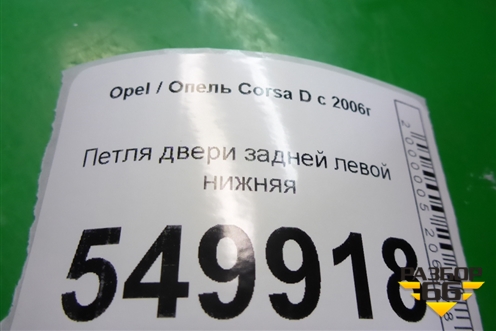 Opel / Опель Corsa D с 2006г
Петля двери задней левой
нижняя
549918
РАЗБОР
66